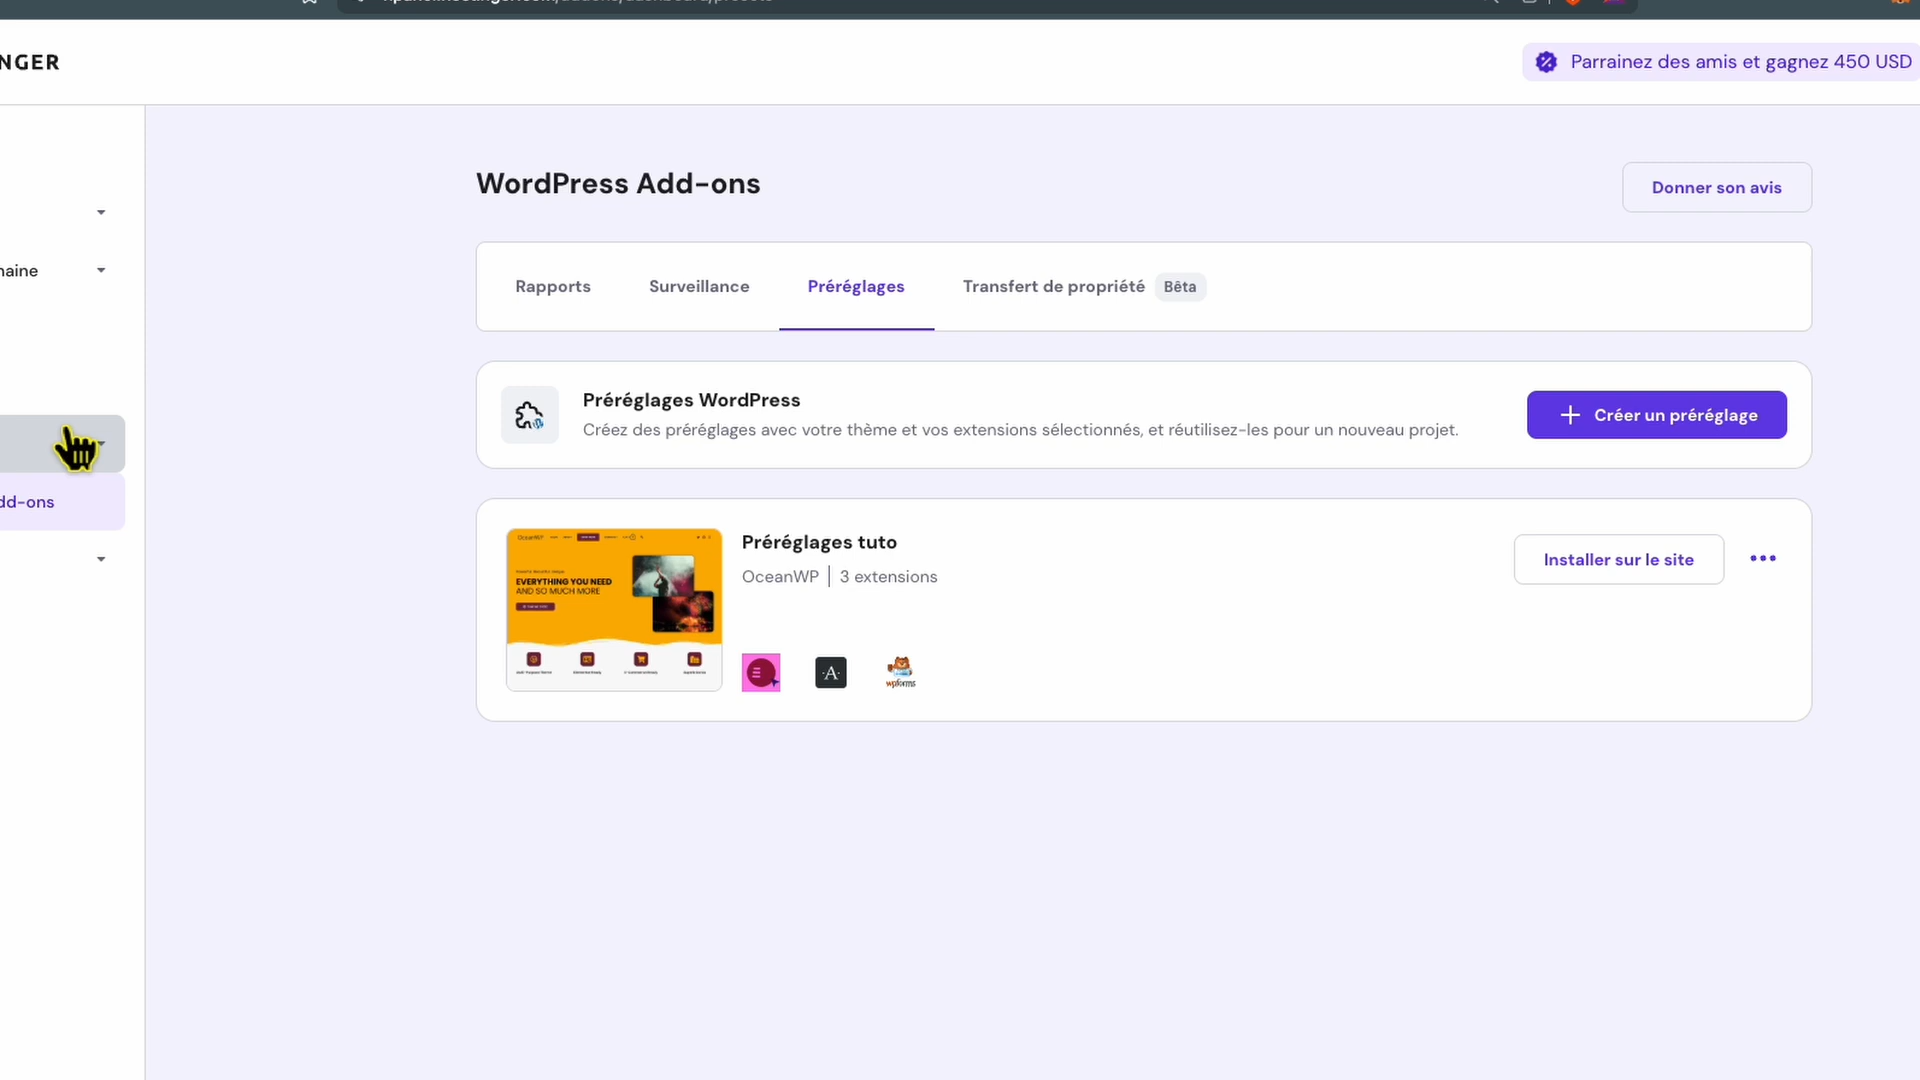 NGER
Parrainez des amis et gagnez 450 USD
WordPress Add-ons
Donner son avis
naine
Rapports
Surveillance
Préréglages
Transfert de propriété
Bêta
Préréglages WordPress
Créez des préréglages avec votre thème et vos extensions sélectionnés, et réutilisez-les pour un nouveau projet.
Créer un préréglage
dd-ons
Préréglages tuto
OceanWP
3 extensions
Installer sur le site
OceanWP
EVERYTHING YOU NEED
AND SO MUCH MORE
A
wpforms